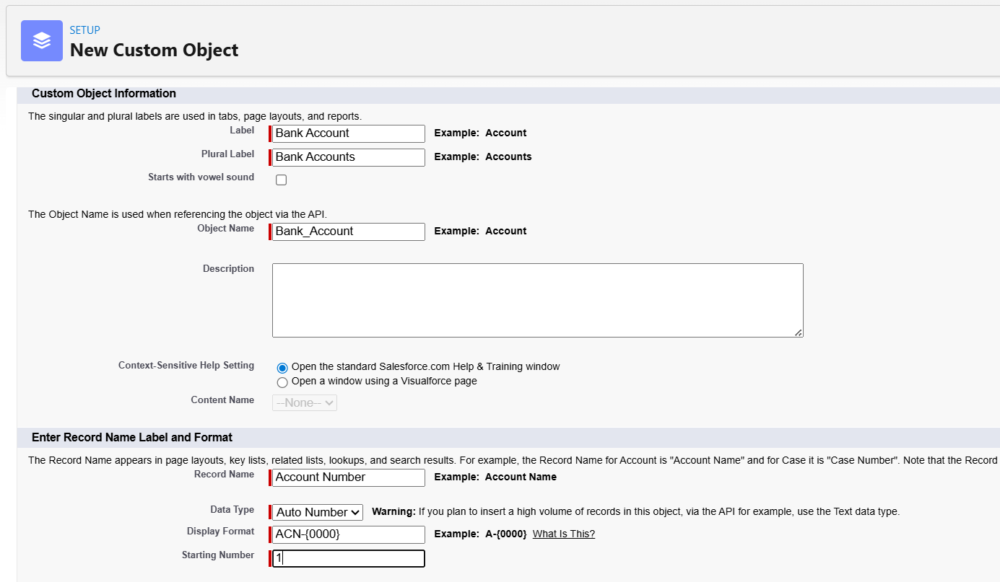 SETUP
New Custom Object
Custom Object Information
The singular and plural labels are used in tabs, page layouts, and reports.
Label Bank Account Example: Account
Plural Label Bank Accounts Example: Accounts
Starts with vowel sound
The Object Name is used when referencing the object via the API.
Object Name Bank_Account Example: Account
Description
Context-Sensitive Help Setting Open the standard Salesforce.com Help & Training window
Open a window using a Visualforce page
Content Name --None--
Enter Record Name Label and Format
The Record Name appears in page layouts, key lists, related lists, lookups, and search results. For example, the Record Name for Account is "Account Name" and for Case it is "Case Number". Note that the Record
Record Name Account Number Example: Account Name
Data Type Auto Number Warning: If you plan to insert a high volume of records in this object, via the API for example, use the Text data type.
Display Format ACN-{0000} Example: A-{0000} What Is This?
Starting Number 1